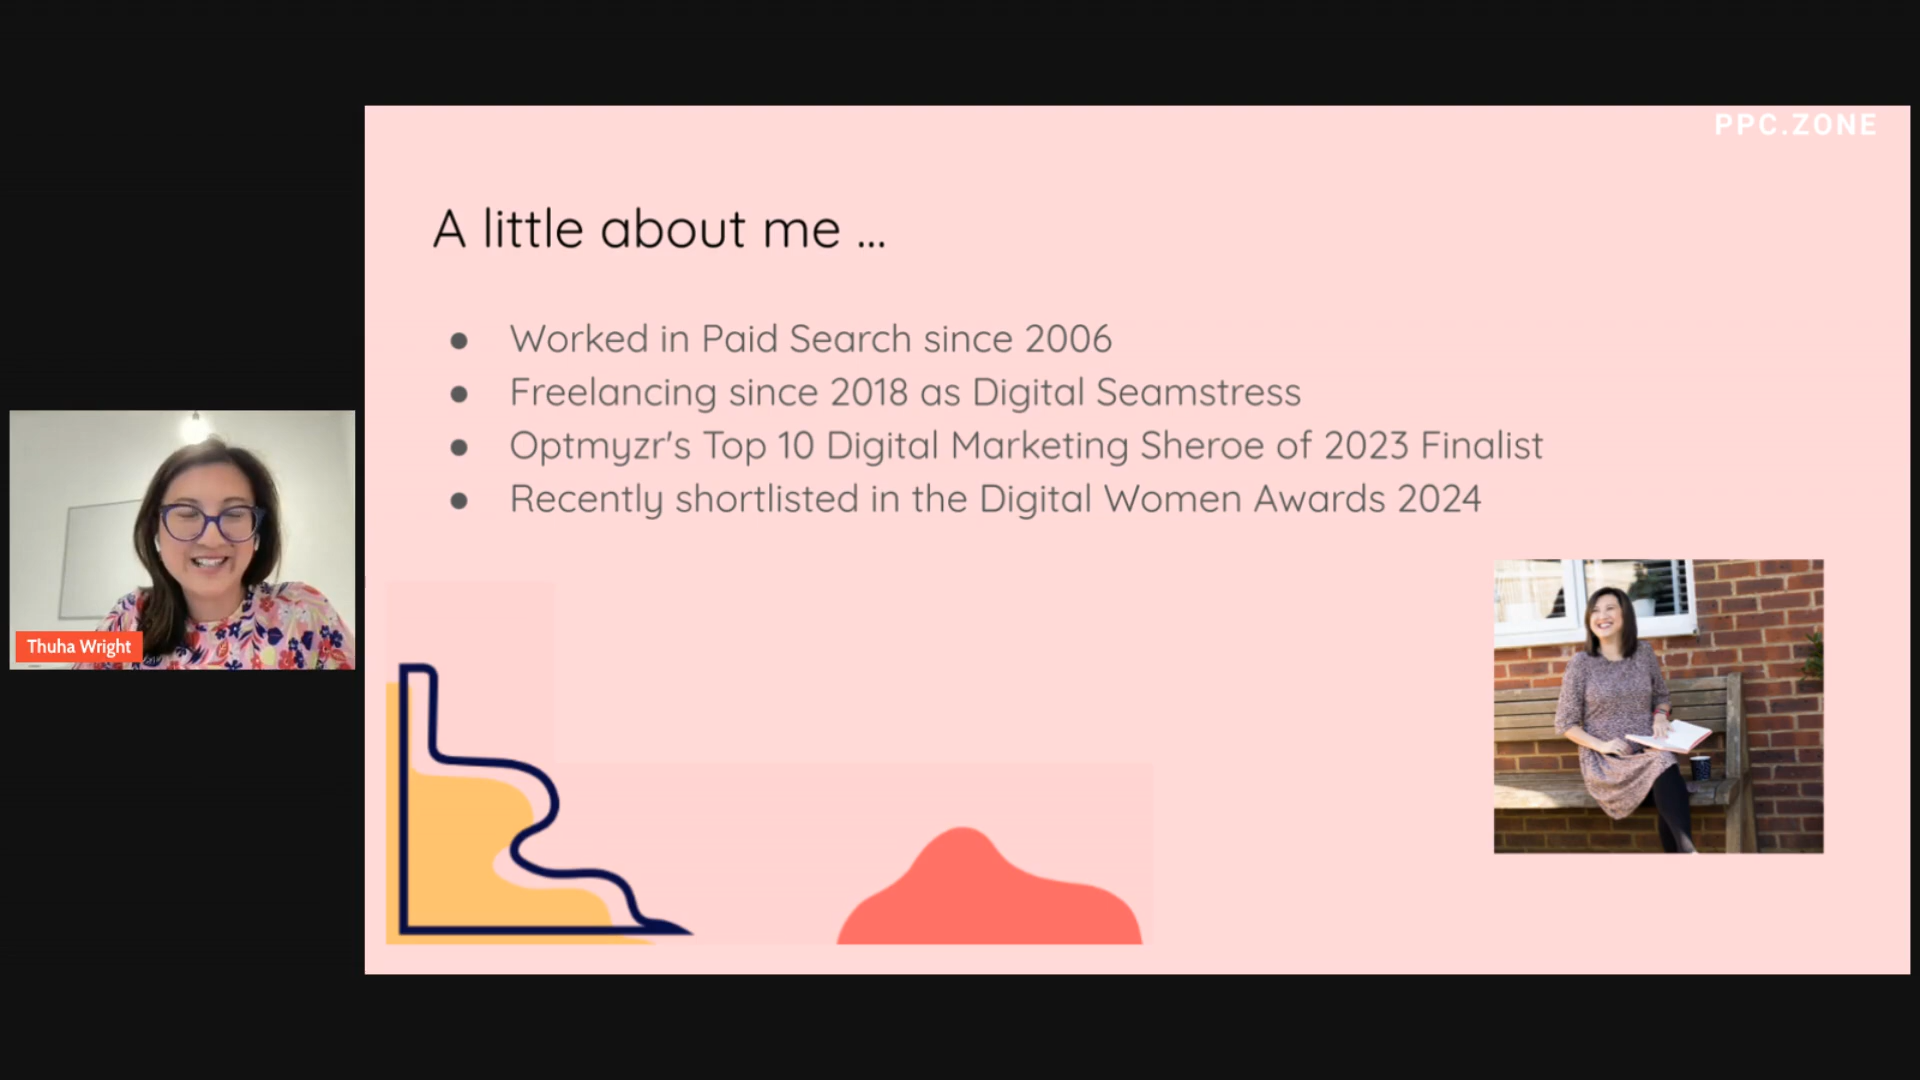 PPC.ZONE
A little about me ...
● Worked in Paid Search since 2006
● Freelancing since 2018 as Digital Seamstress
● Optmyzr's Top 10 Digital Marketing Sheroe of 2023 Finalist
● Recently shortlisted in the Digital Women Awards 2024
Thuha Wright